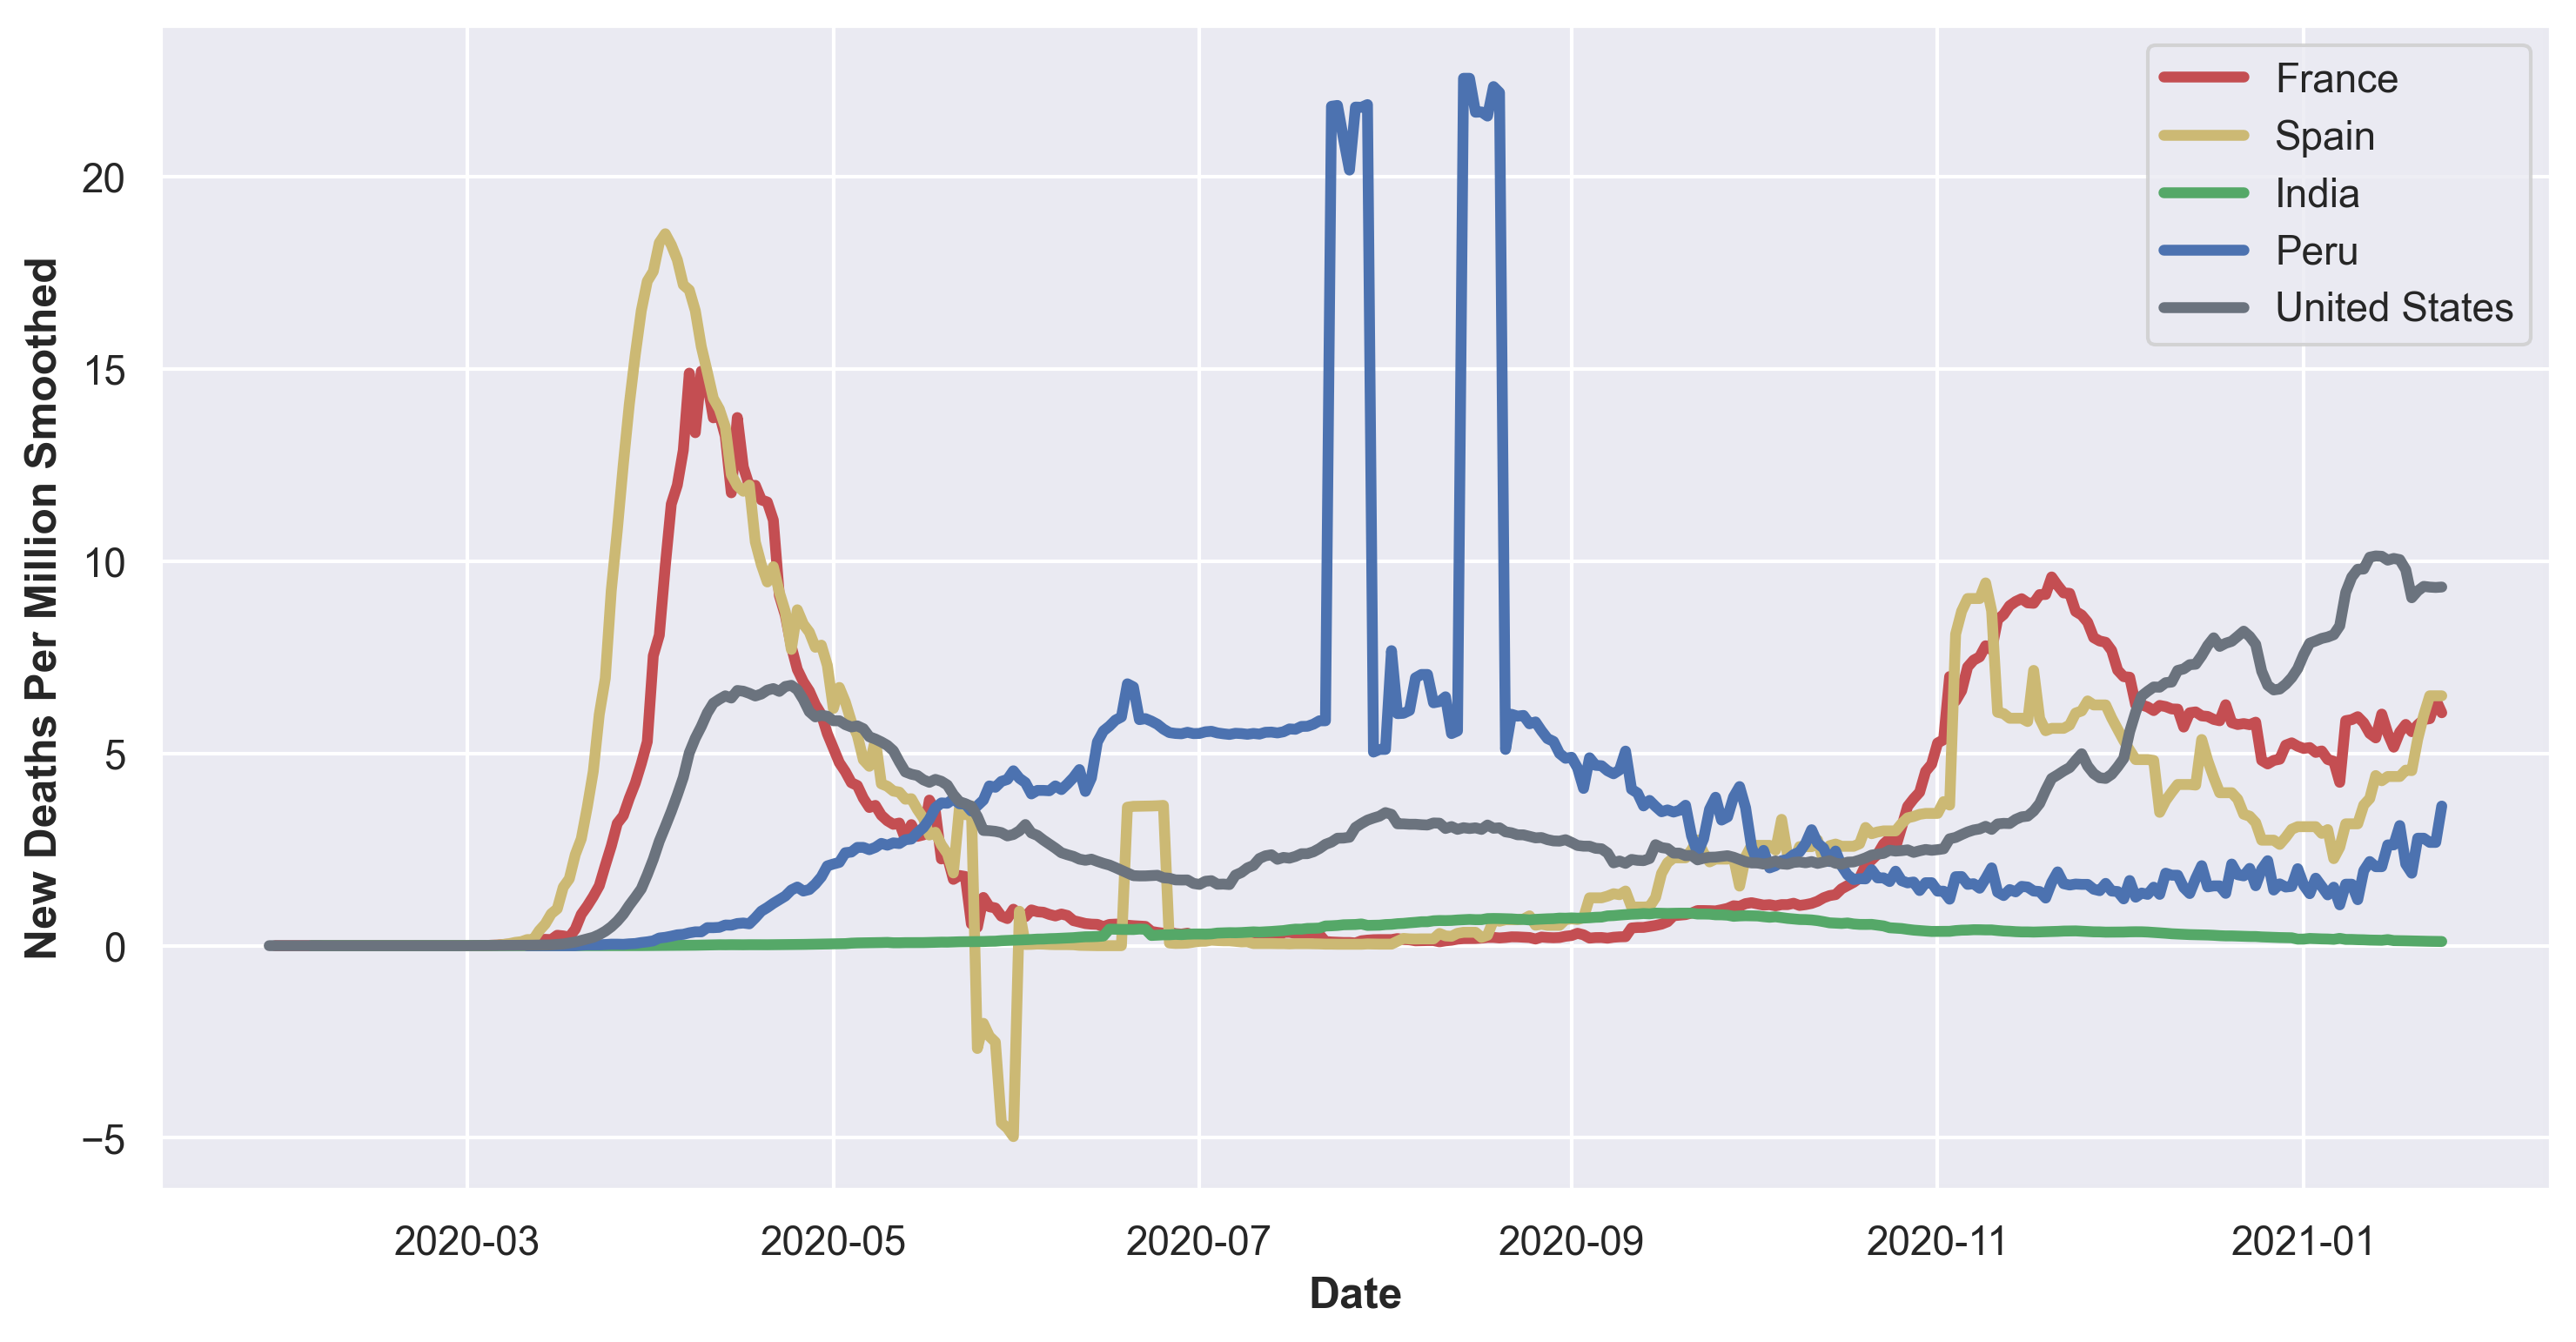 New Deaths Per Million Smoothed
20
15
10
5
0
−5
2020-03
2020-05
2020-07
2020-09
2020-11
2021-01
Date
France
Spain
India
Peru
United States